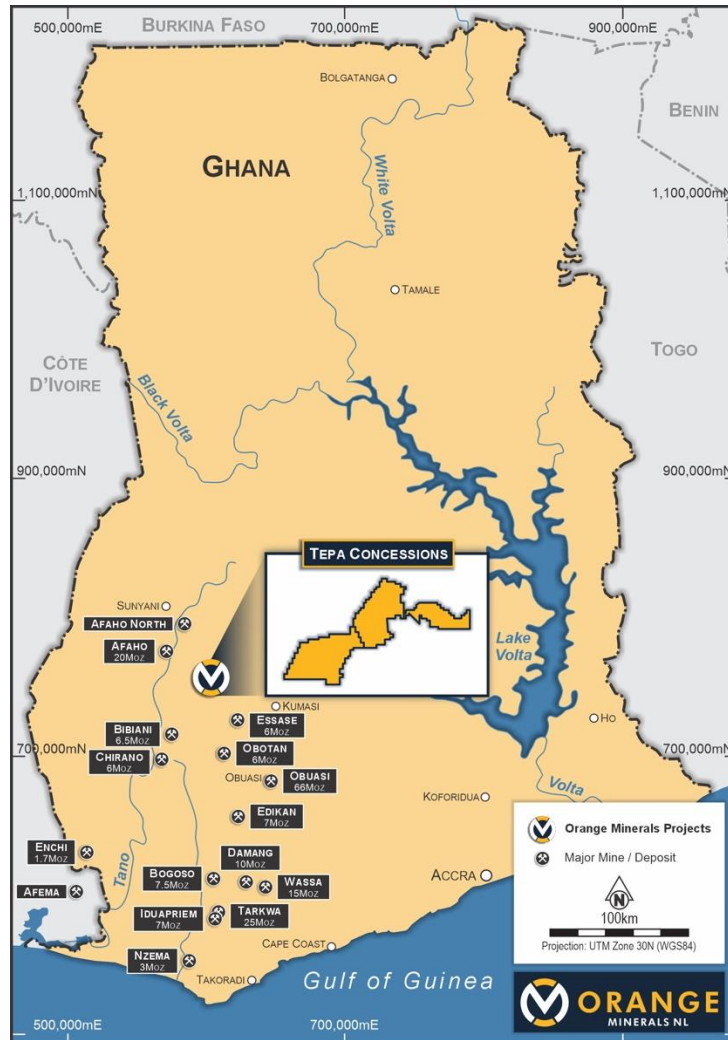 500,000mE
700,000mE
900,000mE
BURKINA FASO
BOLGATANGA
BENIN
GHANA
White Volta
1,100,000mN
1,100,000mN
TAMALE
TOGO
CÔTE
D'IVOIRE
Black Volta
900,000mN
900,000mN
TEPA CONCESSIONS
SUNYANI
AFAHO NORTH
AFAHO
20MOZ
Lake
Volta
KUMASI
HO
ESSASE
6MOZ
BIBIANI
6.5MOZ
OBOTAN
6MOZ
700,000mN
700,000mN
CHIRANO
6MOZ
OBUASI
OBUASI
66MOZ
Volta
KOFORIDUA
EDIKAN
7MOZ
ENCHI
1.7MOZ
Tano
DAMANG
10MOZ
BOGOSO
7.5MOZ
WASSA
15MOZ
ACCRA
AFEMA
TARKWA
25MOZ
IDUAPRIEM
7MOZ
CAPE COAST
NZEMA
3MOZ
TAKORADI
Gulf of Guinea
Orange Minerals Projects
Major Mine / Deposit
N
100km
Projection: UTM Zone 30N (WGS84)
ORANGE
MINERALS NL
500,000mE
700,000mE